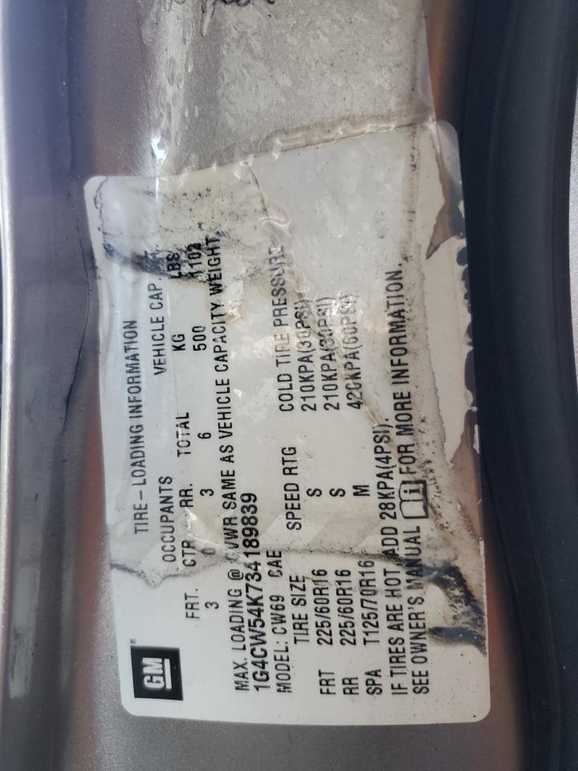 GM
TIRE-LOADING INFORMATION
OCCUPANTS VEHICLE CAP.
FRT. CTR. RR. TOTAL KG LBS
3 0 3 6 500 1102
MAX. LOADING @ GVWR SAME AS VEHICLE CAPACITY WEIGHT.
1G4CW54K734189839
MODEL: CW69 CAE
TIRE SIZE SPEED RTG COLD TIRE PRESSURE
FRT 225/60R16 S 210KPA(30PSI)
RR 225/60R16 S 210KPA(30PSI)
SPA T125/70R16 M 420KPA(60PSI)
IF TIRES ARE HOT, ADD 28KPA(4PSI).
SEE OWNER'S MANUAL FOR MORE INFORMATION.